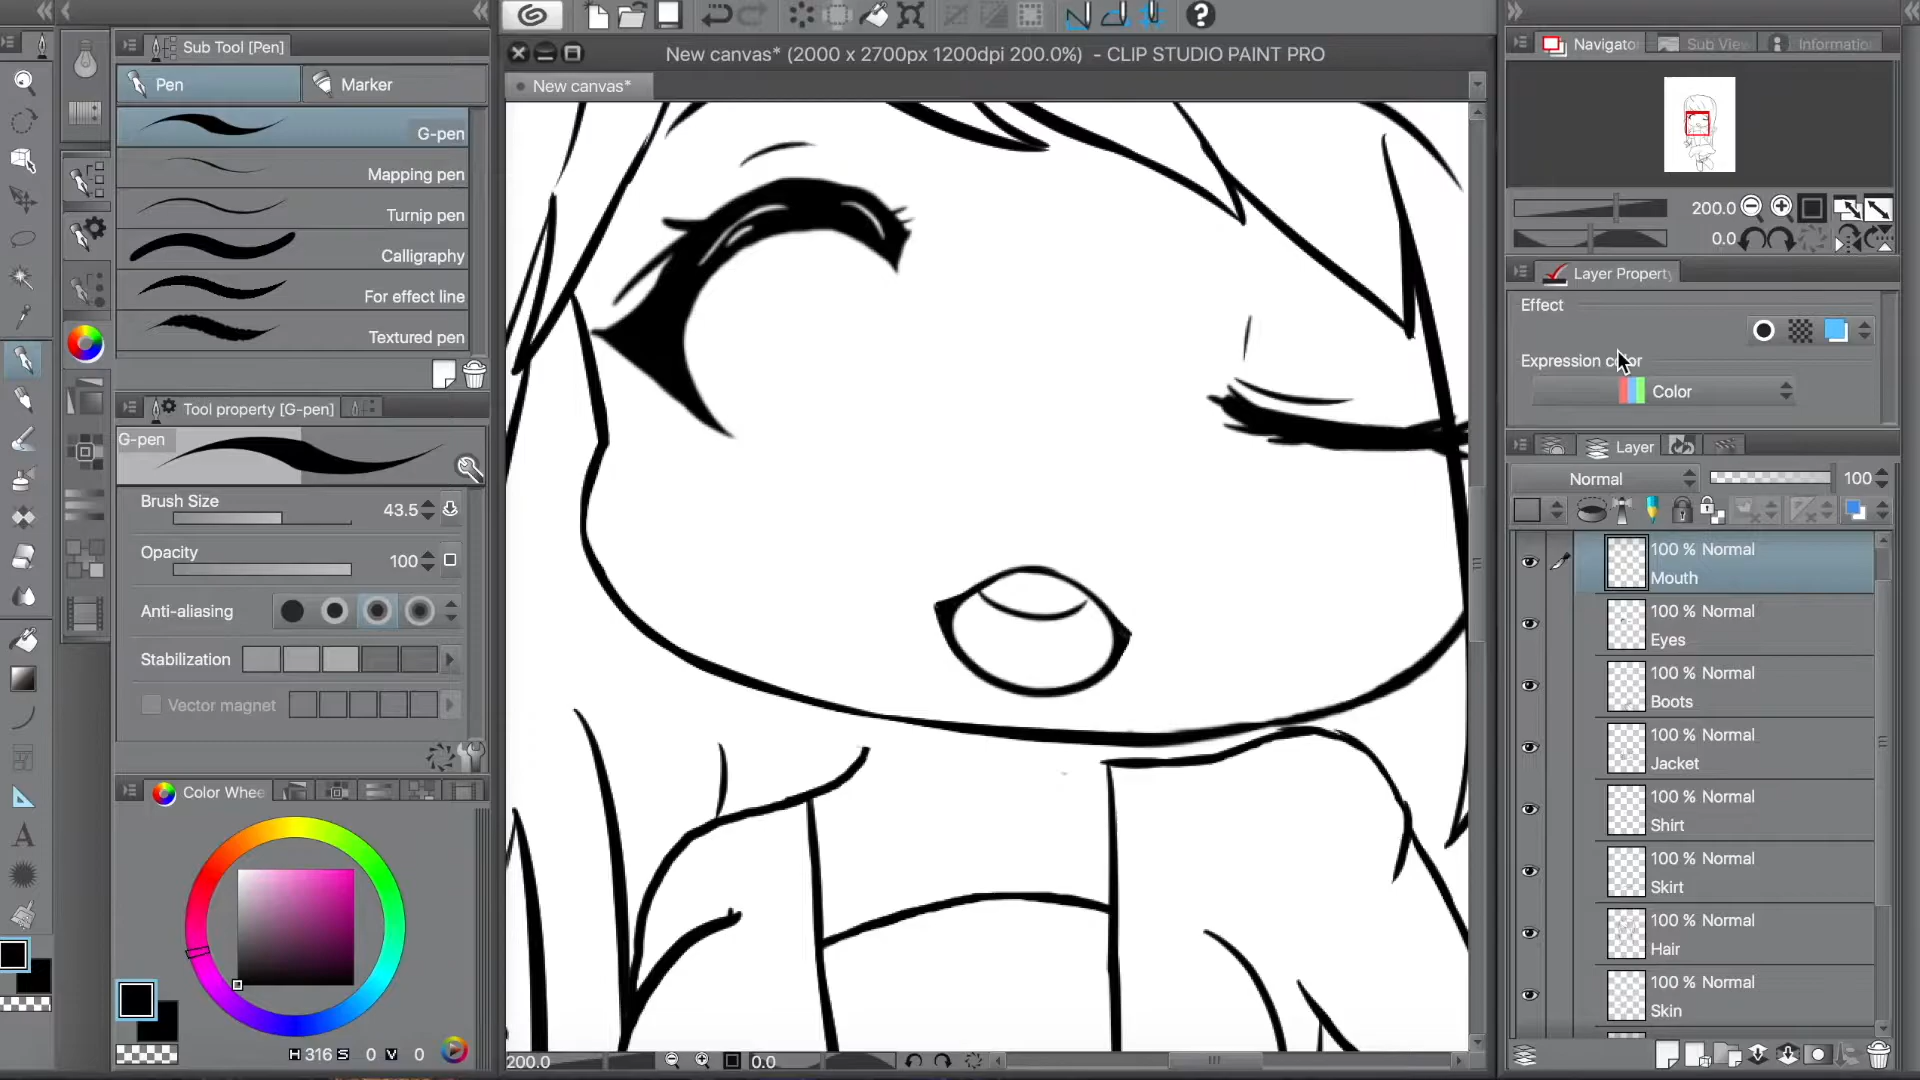 Sub Tool [Pen]
Pen
Marker
G-pen
Mapping pen
Turnip pen
Calligraphy
For effect line
Textured pen
Tool property [G-pen]
G-pen
Brush Size
43.5
Opacity
100
Anti-aliasing
Stabilization
Vector magnet
Color Whee
H 316 S 0 V 0
New canvas* (2000 x 2700px 1200dpi 200.0%) - CLIP STUDIO PAINT PRO
New canvas*
200.0
0.0
Navigato
Sub View
Informatio
200.0
0.0
Layer Property
Effect
Expression color
Color
Layer
Normal
100
100 % Normal
Mouth
100 % Normal
Eyes
100 % Normal
Boots
100 % Normal
Jacket
100 % Normal
Shirt
100 % Normal
Skirt
100 % Normal
Hair
100 % Normal
Skin